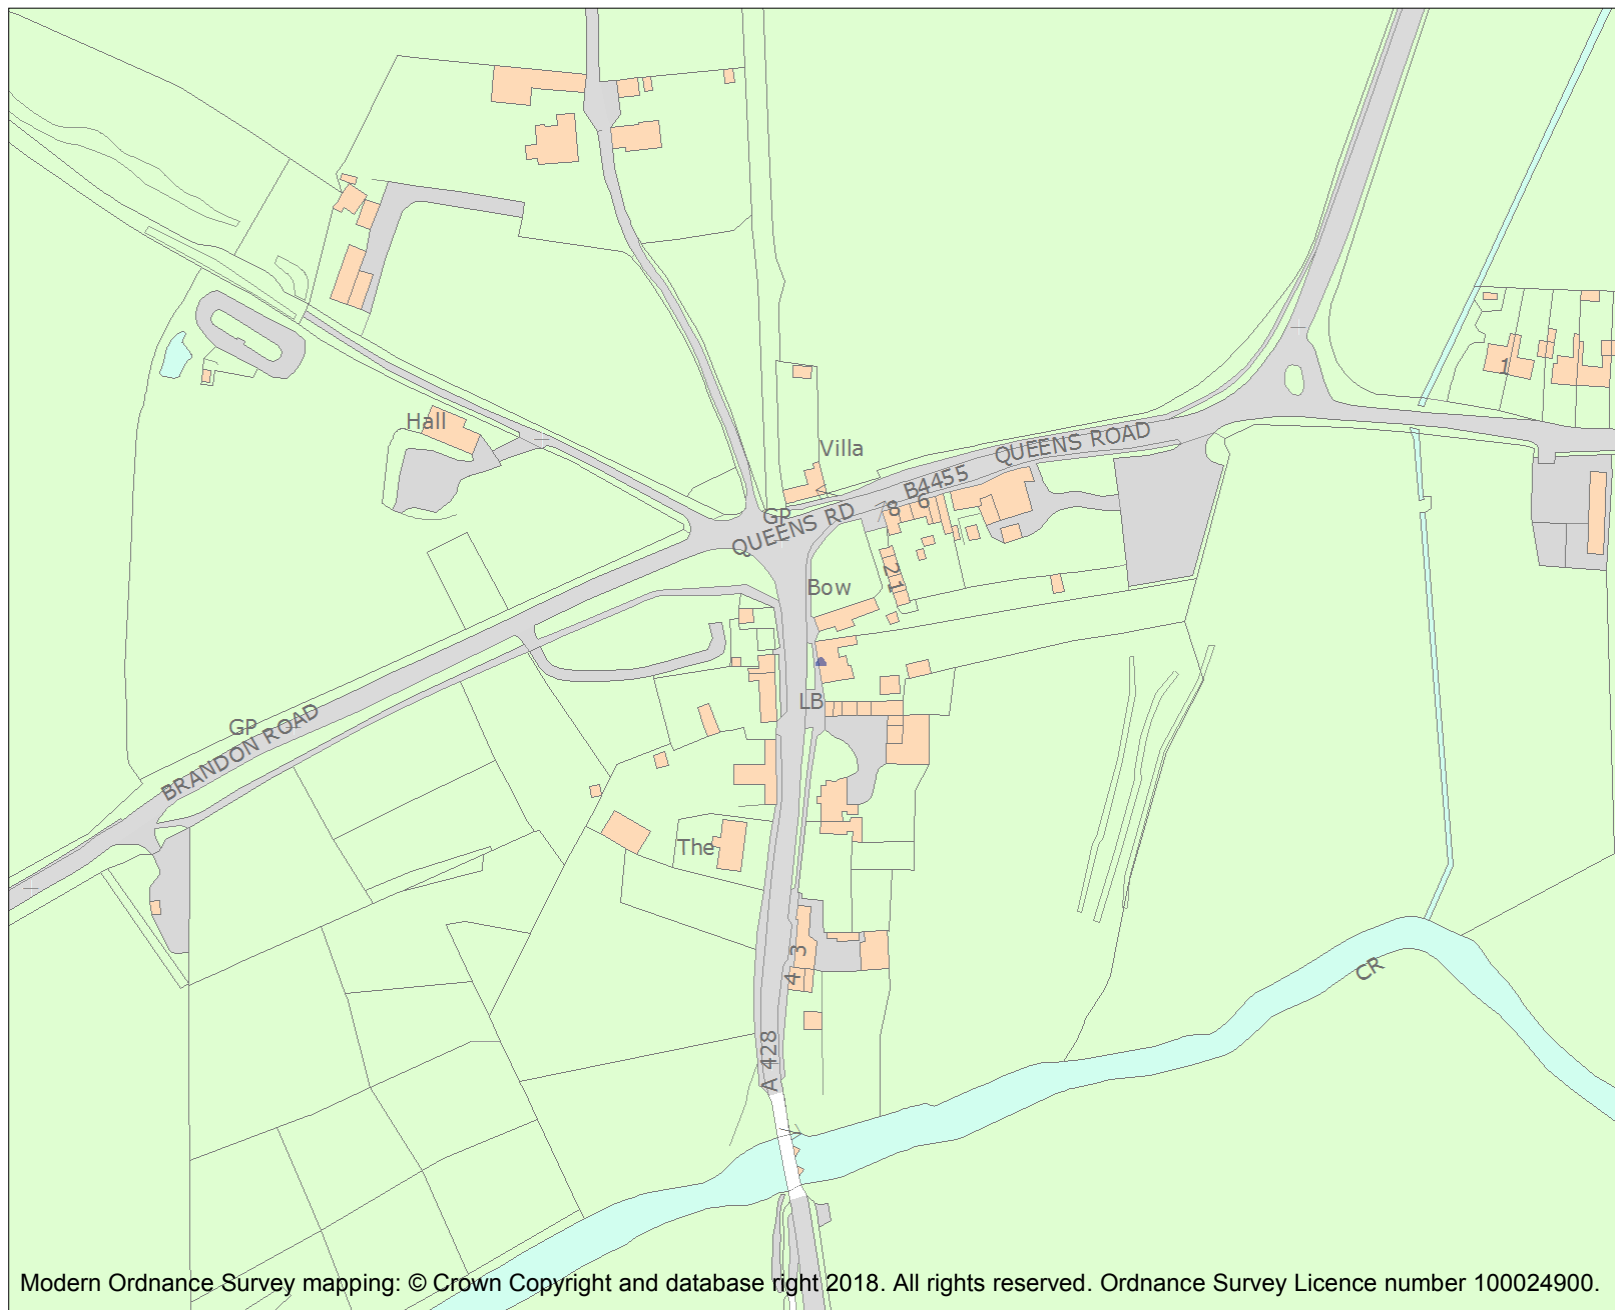 1
Hall
Villa
QUEENS ROAD
B4455
8
6
GP
QUEENS RD
21
Bow
LB
GP
BRANDON ROAD
The
3
4
CR
A 428
Modern Ordnance Survey mapping: © Crown Copyright and database right 2018. All rights reserved. Ordnance Survey Licence number 100024900.